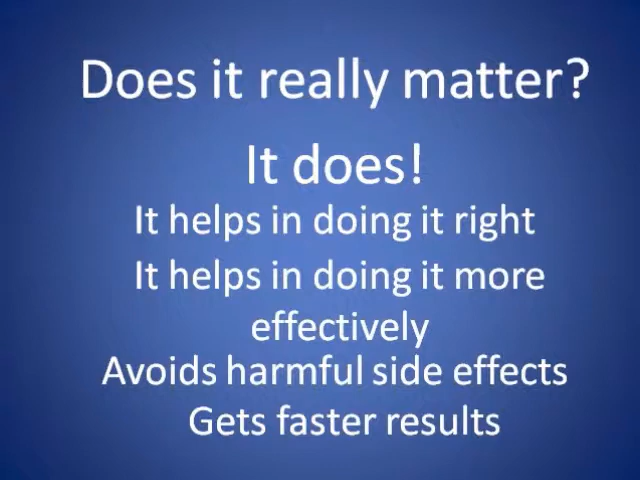 Does it really matter?
It does!
It helps in doing it right
It helps in doing it more
effectively
Avoids harmful side effects
Gets faster results